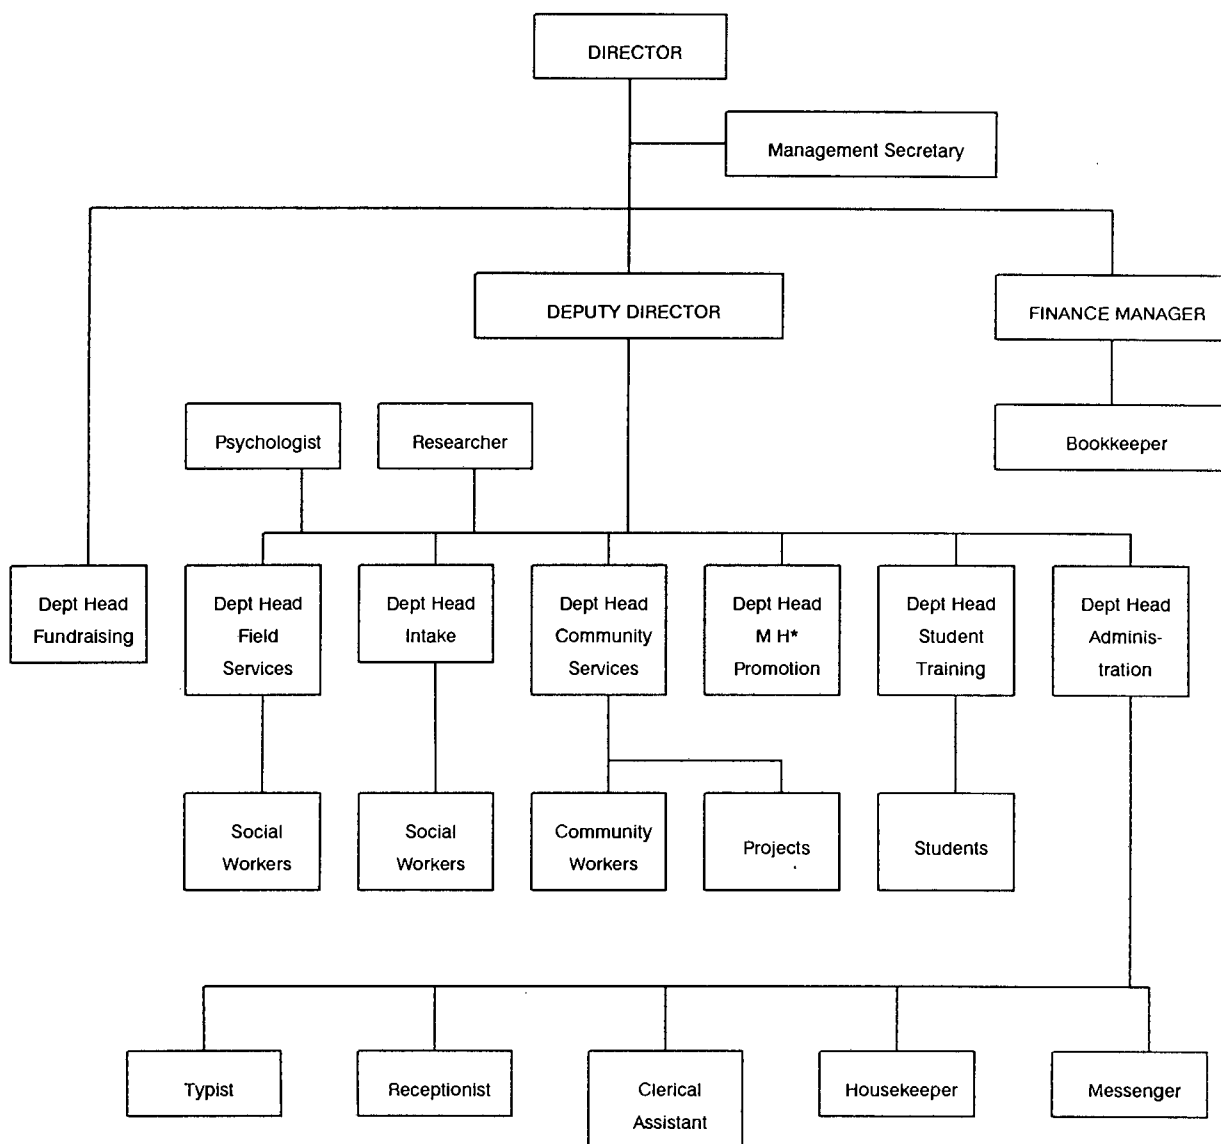 DIRECTOR
Management Secretary
DEPUTY DIRECTOR
FINANCE MANAGER
Psychologist
Researcher
Bookkeeper
Dept Head
Fundraising
Dept Head
Field
Services
Dept Head
Intake
Dept Head
Community
Services
Dept Head
M H*
Promotion
Dept Head
Student
Training
Dept Head
Adminis-
tration
Social
Workers
Social
Workers
Community
Workers
Projects
Students
Typist
Receptionist
Clerical
Assistant
Housekeeper
Messenger